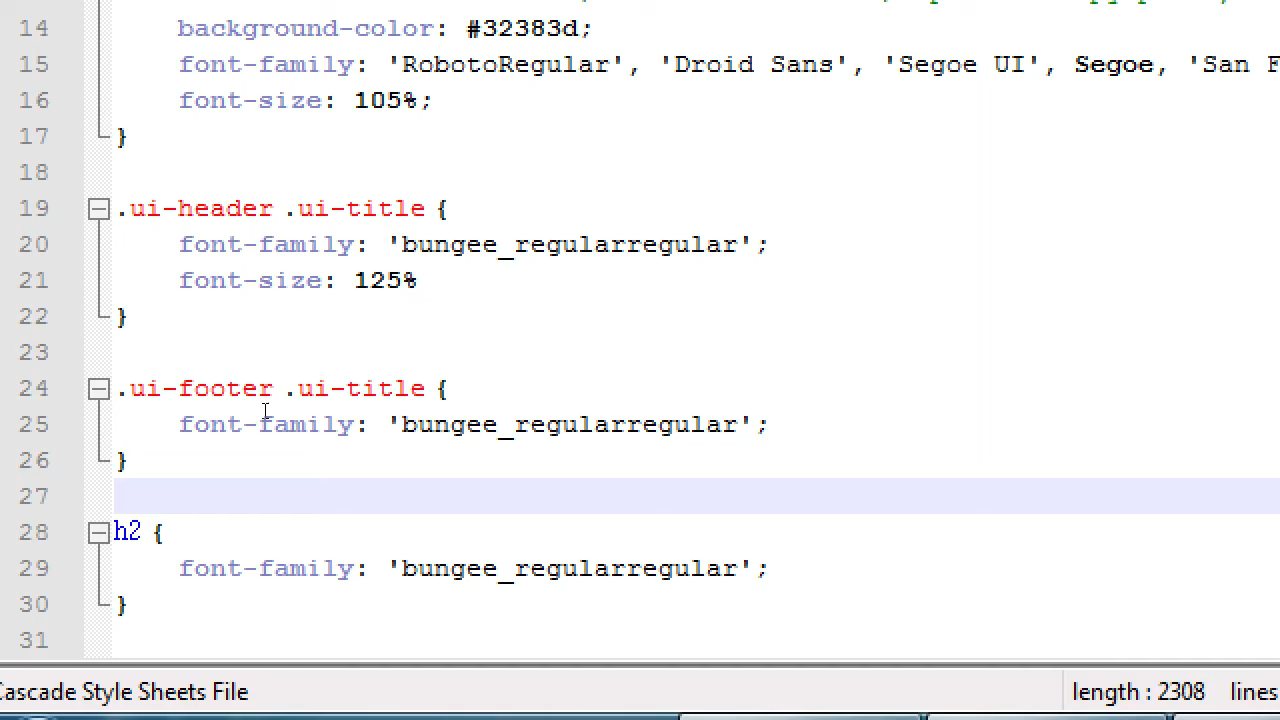 14 background-color: #32383d;
15 font-family: 'RobotoRegular', 'Droid Sans', 'Segoe UI', Segoe, 'San
16 font-size: 105%;
17 }
18
19 .ui-header .ui-title {
20 font-family: 'bungee_regularregular';
21 font-size: 125%
22 }
23
24 .ui-footer .ui-title {
25 font-family: 'bungee_regularregular';
26 }
27
28 h2 {
29 font-family: 'bungee_regularregular';
30 }
31
Cascade Style Sheets File length : 2308 lines